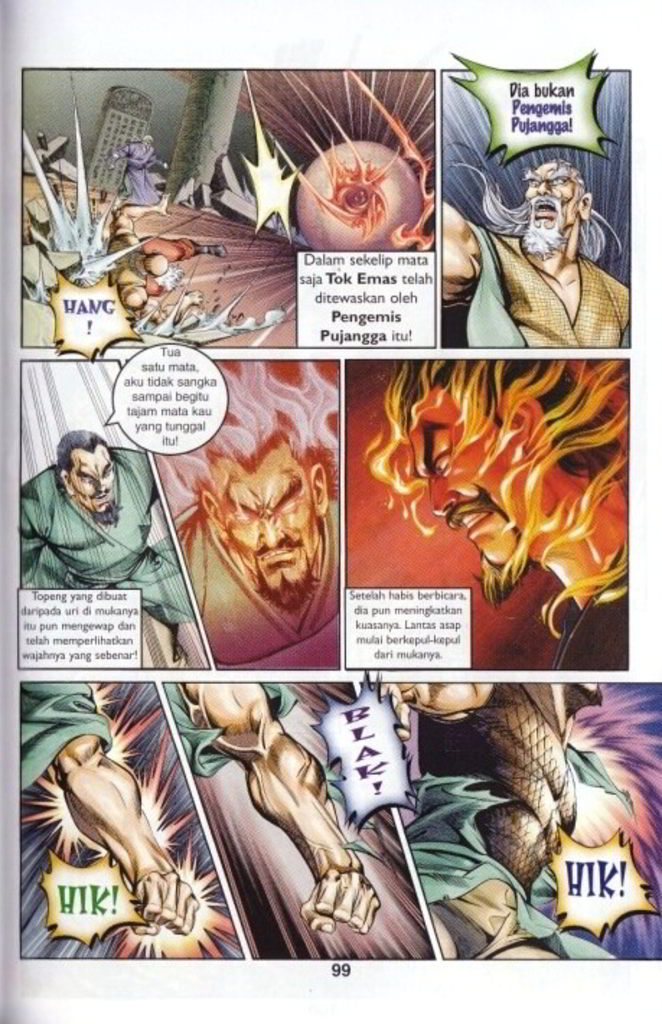 HANG
!
Dalam sekelip mata
saja Tok Emas telah
ditewaskan oleh
Pengemis
Pujangga itu!
Dia bukan
Pengemis
Pujangga!
Tua
satu mata,
aku tidak sangka
sampai begitu
tajam mata kau
yang tunggal
itu!
Topeng yang dibuat
daripada uri di mukanya
itu pun mengewap dan
telah memperlihatkan
wajahnya yang sebenar!
Setelah habis berbicara,
dia pun meningkatkan
kuasanya. Lantas asap
mulai berkepul-kepul
dari mukanya.
HIK!
BLAK!
HIK!
99